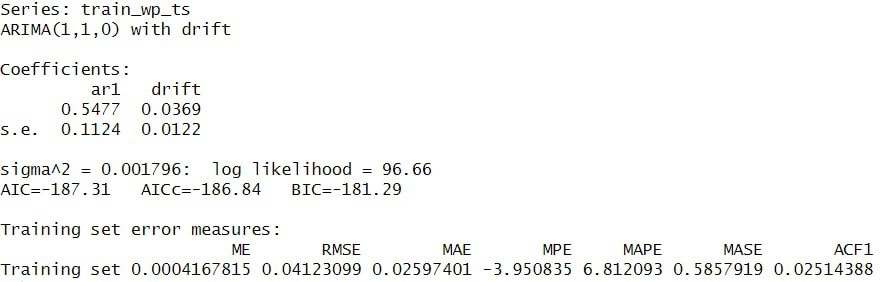 Series: train_wp_ts
ARIMA(1,1,0) with drift
Coefficients:
ar1 drift
0.5477 0.0369
s.e. 0.1124 0.0122
sigma^2 = 0.001796: log likelihood = 96.66
AIC=-187.31 AICc=-186.84 BIC=-181.29
Training set error measures:
ME RMSE MAE MPE MAPE MASE ACF1
Training set 0.0004167815 0.04123099 0.02597401 -3.950835 6.812093 0.5857919 0.02514388